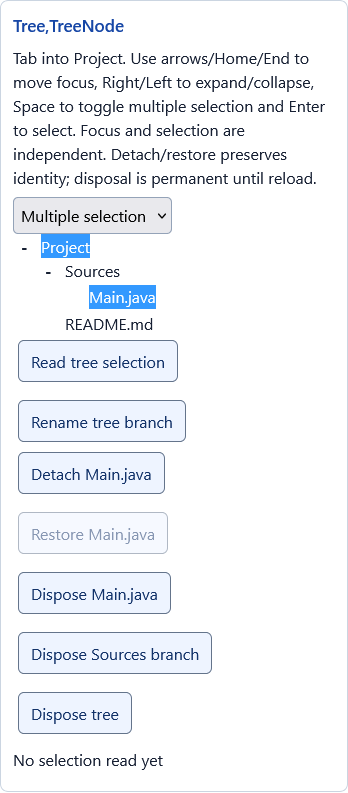 Tree,TreeNode
Tab into Project. Use arrows/Home/End to
move focus, Right/Left to expand/collapse,
Space to toggle multiple selection and Enter
to select. Focus and selection are
independent. Detach/restore preserves
identity; disposal is permanent until reload.
Multiple selection
- Project
- Sources
Main.java
README.md
Read tree selection
Rename tree branch
Detach Main.java
Restore Main.java
Dispose Main.java
Dispose Sources branch
Dispose tree
No selection read yet